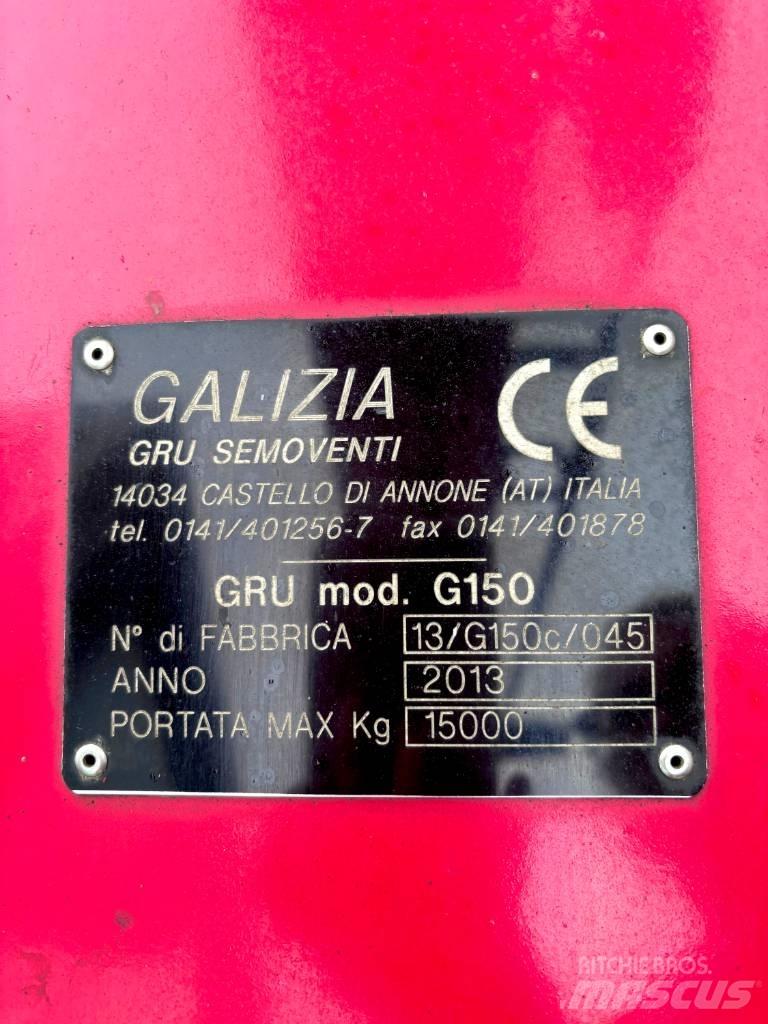 GALIZIA
CE
GRU SEMOVENTI
14034 CASTELLO DI ANNONE (AT) ITALIA
tel. 0141/401256-7 fax 0141/401878
GRU mod. G150
N° di FABBRICA 13/G150c/045
ANNO 2013
PORTATA MAX Kg 15000
RITCHIE BROS.
MASCUS